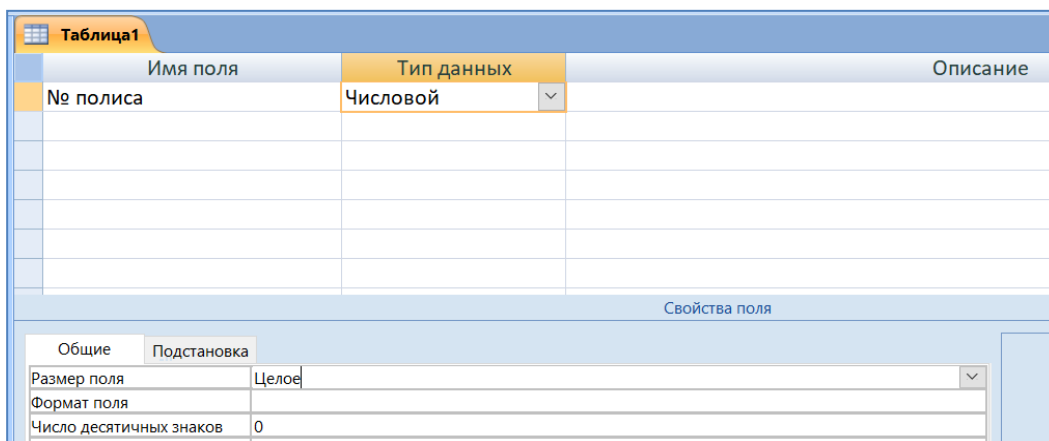 Таблица1
Имя поля Тип данных Описание
№ полиса Числовой
Свойства поля
Общие Подстановка
Размер поля Целое
Формат поля
Число десятичных знаков 0